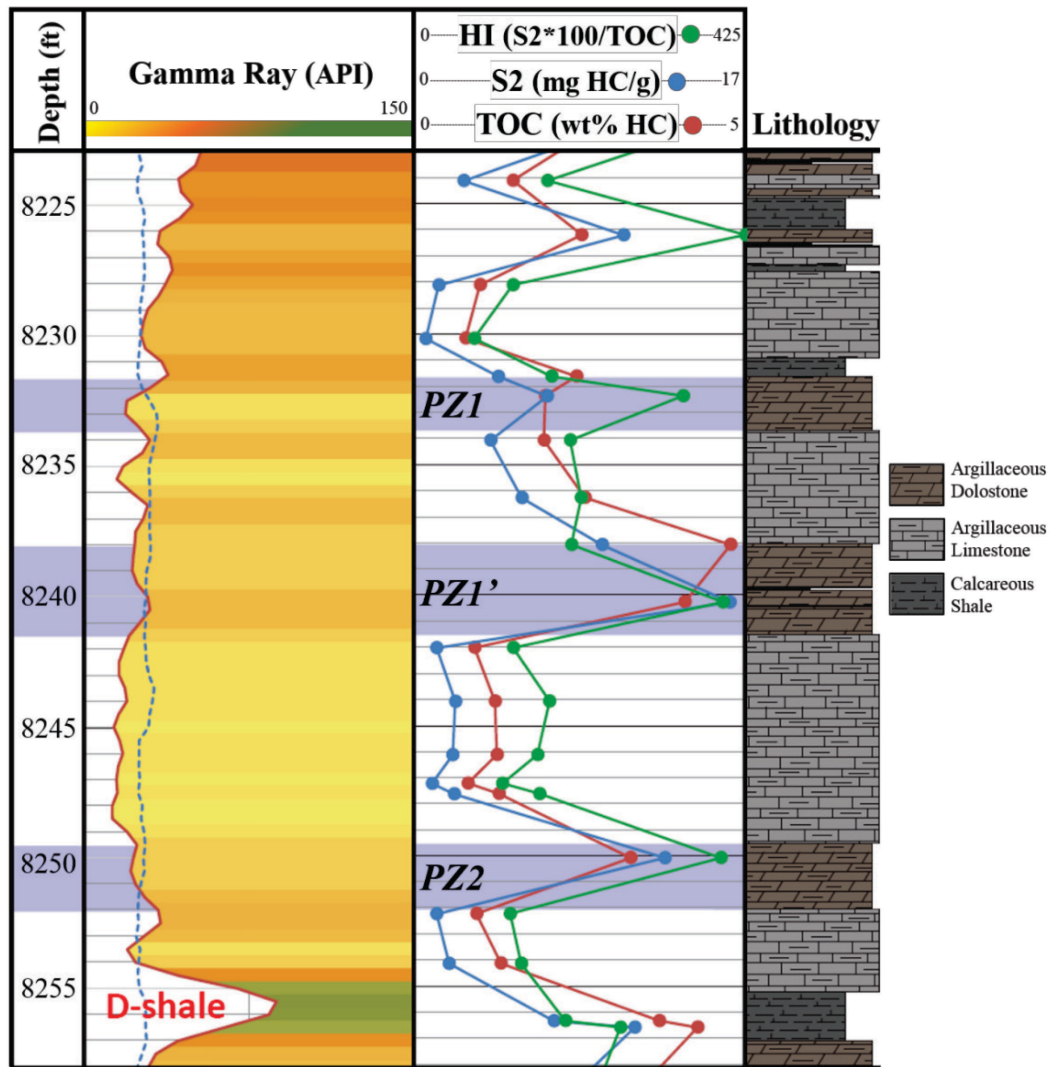 Depth (ft)
Gamma Ray (API)
0 150
0 HI (S2*100/TOC) 425
0 S2 (mg HC/g) 17
0 TOC (wt% HC) 5
Lithology
8225
8230
PZ1
8235
PZ1’
8240
8245
8250
PZ2
8255
D-shale
Argillaceous
Dolostone
Argillaceous
Limestone
Calcareous
Shale